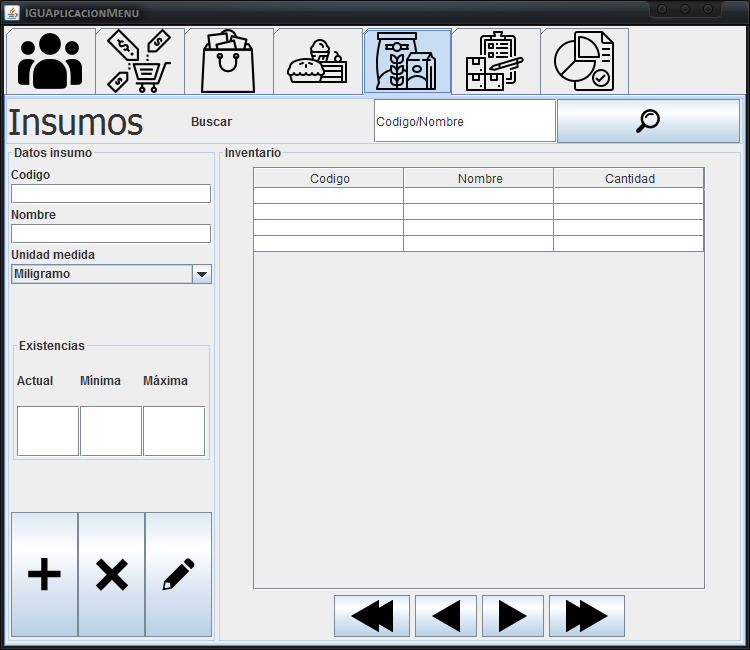 IGUAplicacionMenu
Insumos
Buscar
Codigo/Nombre
Datos insumo
Codigo
Nombre
Unidad medida
Miligramo
Existencias
Actual Mínima Máxima
Inventario
Codigo Nombre Cantidad